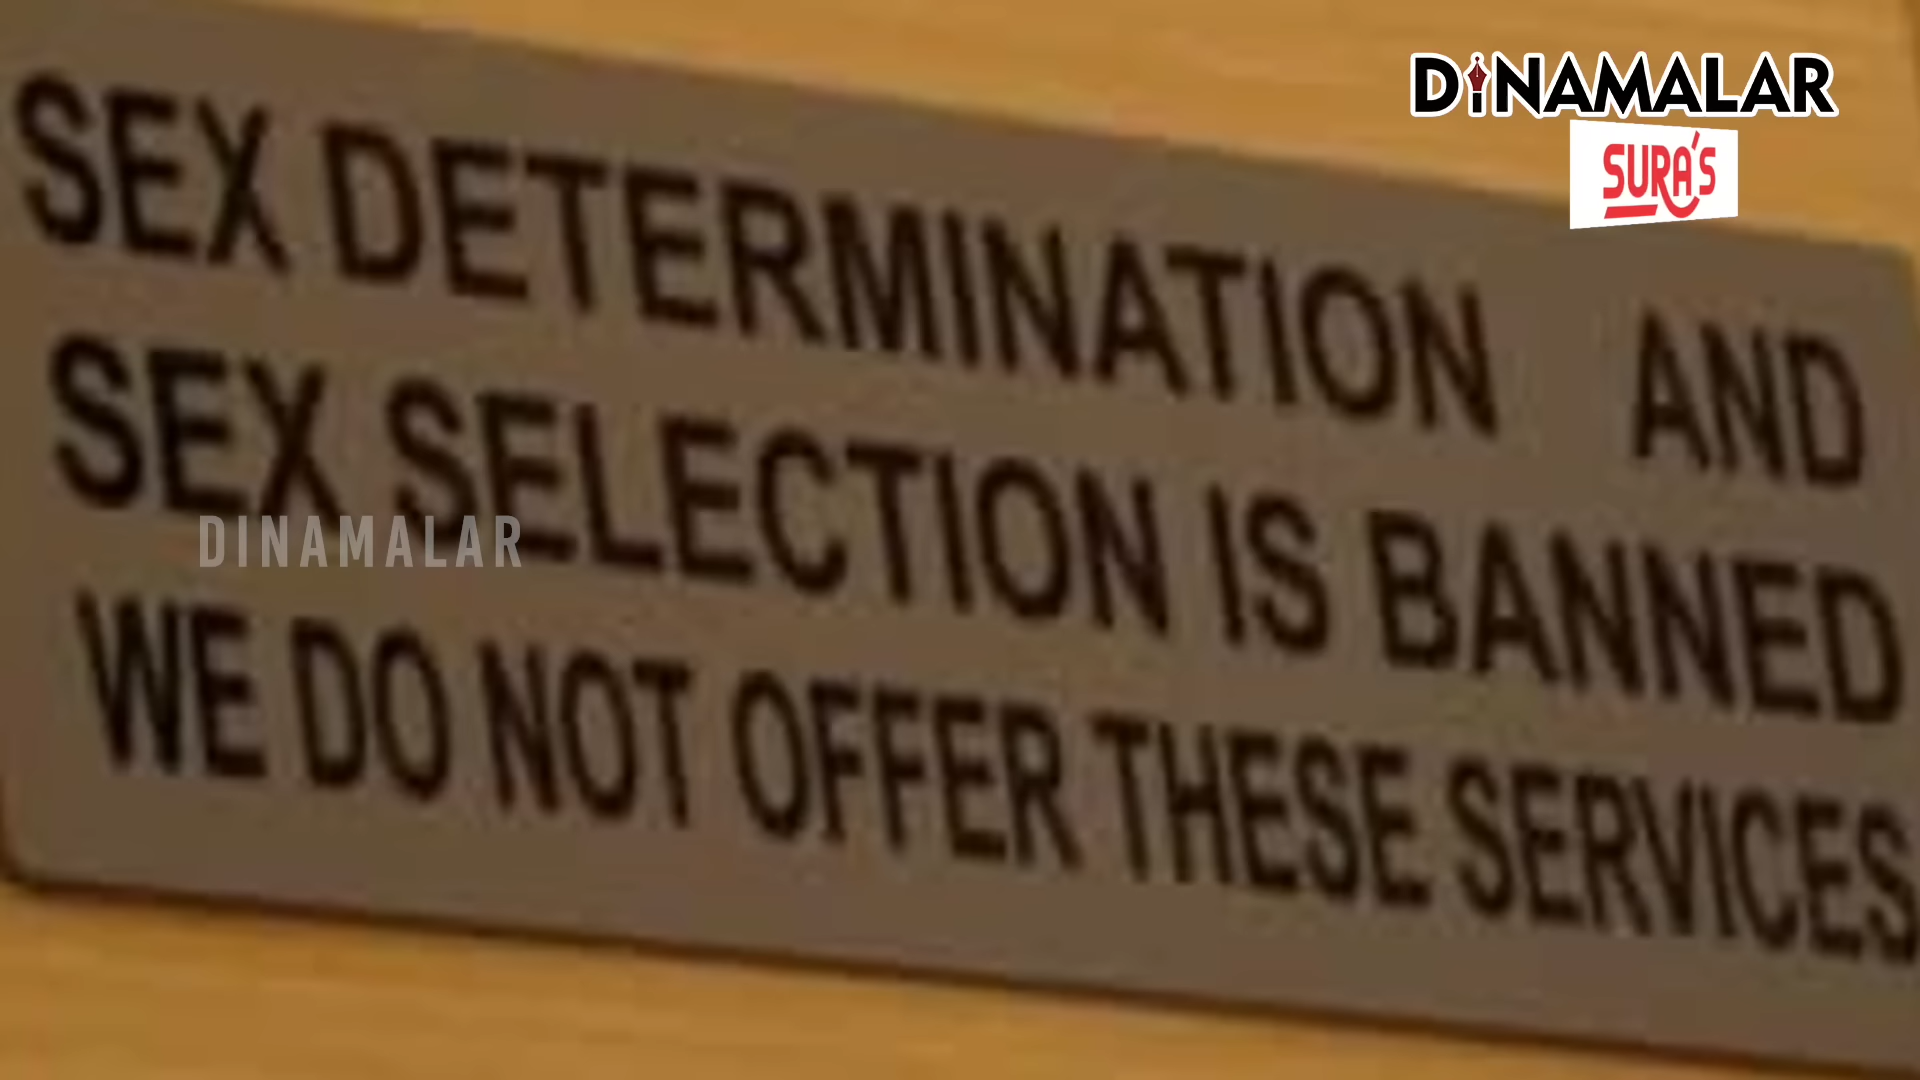 DINAMALAR
SURA'S
SEX DETERMINATION AND
SEX SELECTION IS BANNED
WE DO NOT OFFER THESE SERVICES
DINAMALAR